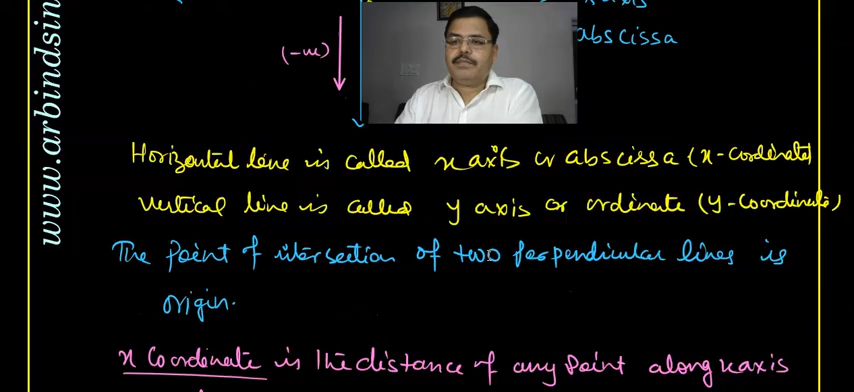 (-ve)
abscissa
www.arbindsin
Horizontal line is called x axis or abscissa (x-coordinate)
vertical line is called y axis or ordinate (y-coordinate)
The point of intersection of two perpendicular lines is
origin.
x Coordinate is the distance of any point along x axis